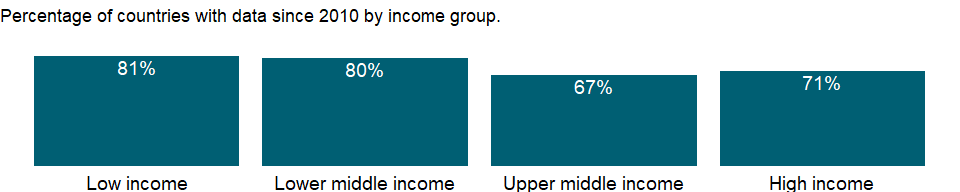 Percentage of countries with data since 2010 by income group.
81% 80% 67% 71%
Low income Lower middle income Upper middle income High income